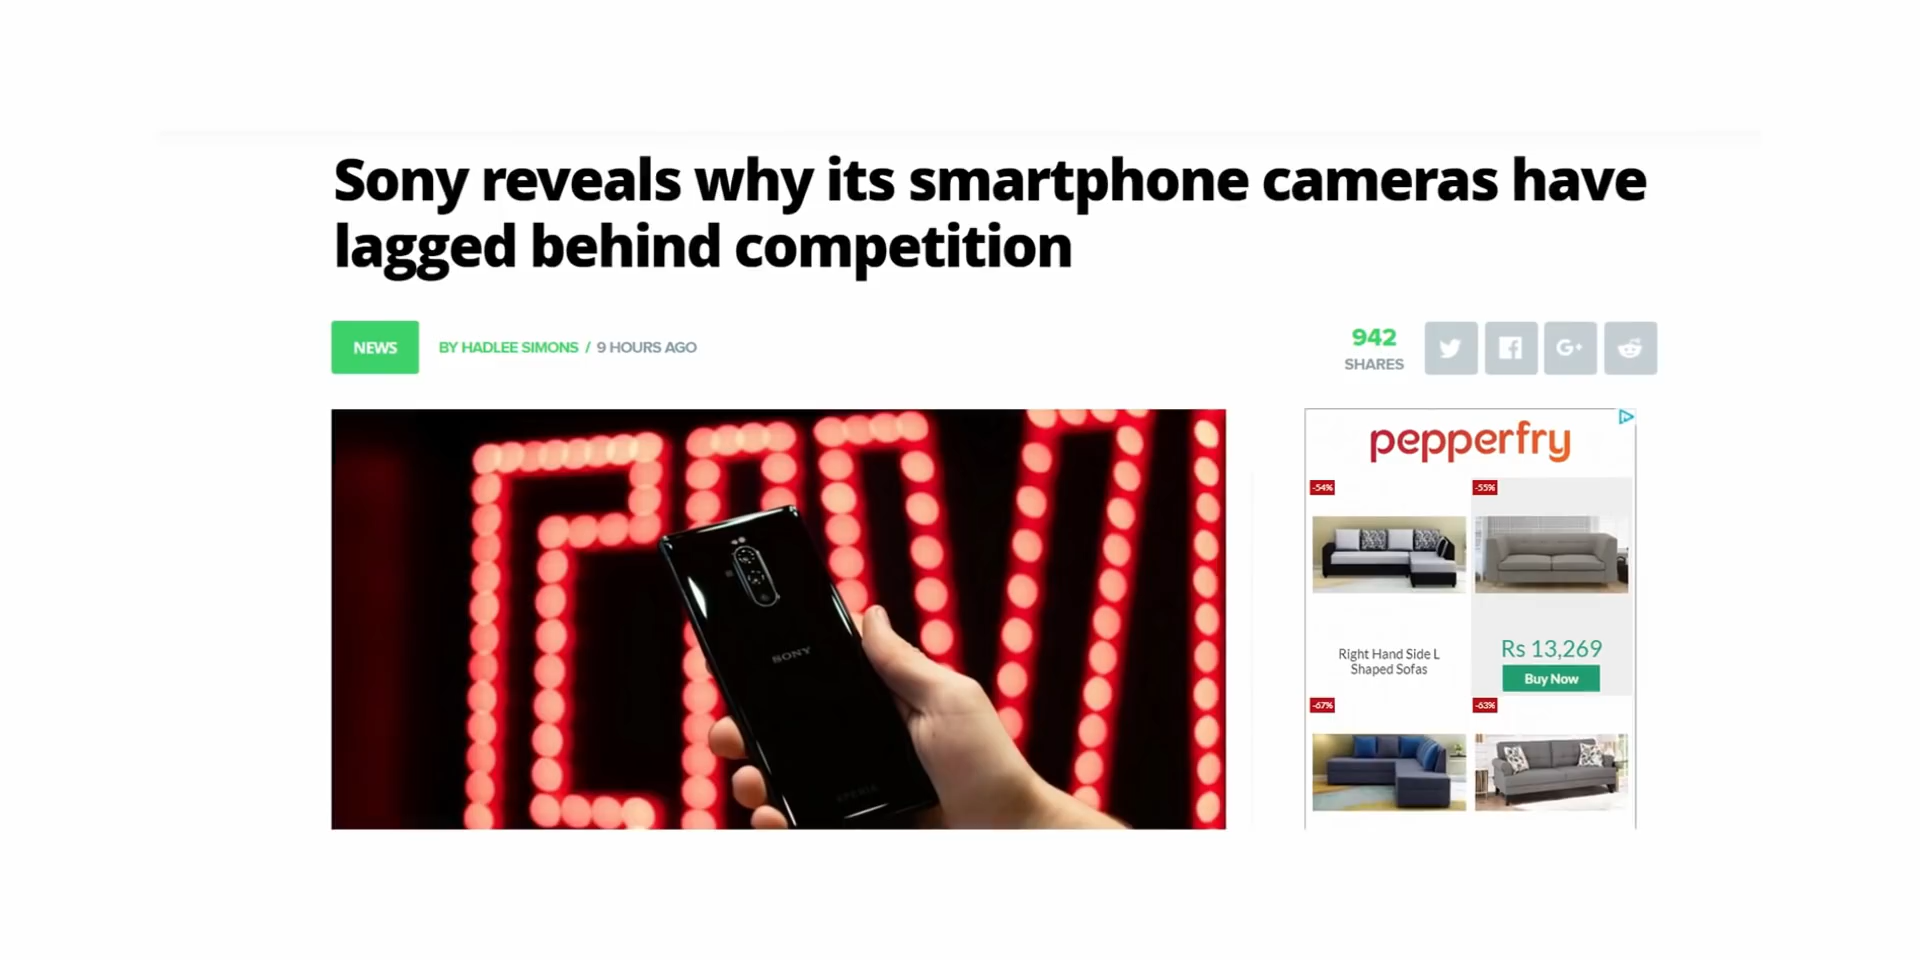 Sony reveals why its smartphone cameras have
lagged behind competition
NEWS
BY HADLEE SIMONS / 9 HOURS AGO
942
SHARES
G+
SONY
XPERIA
pepperfry
-54%
-55%
Right Hand Side L
Shaped Sofas
Rs 13,269
Buy Now
-67%
-63%